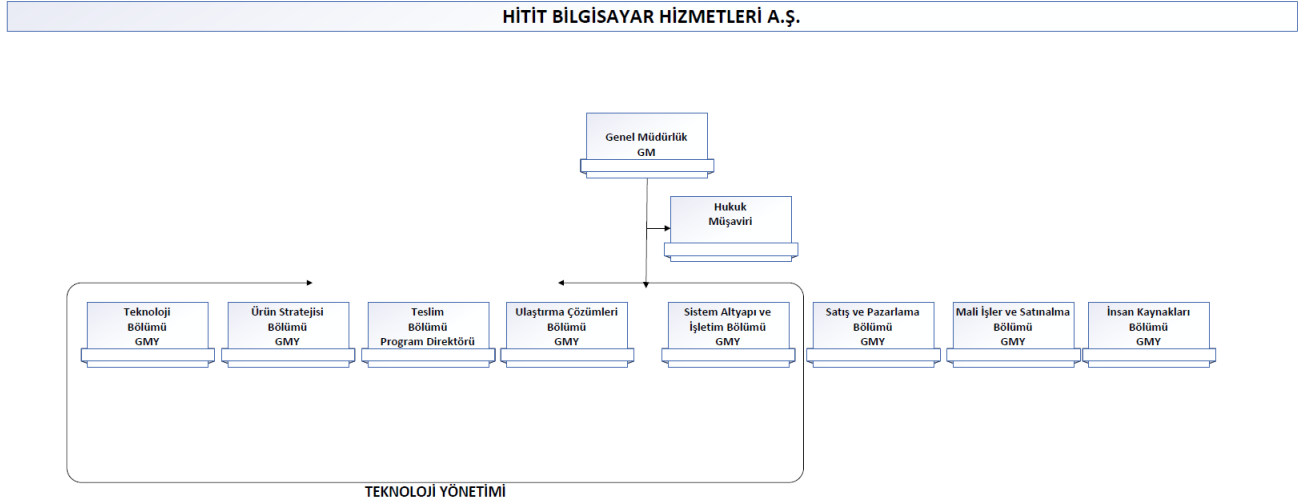 HİTİT BİLGİSAYAR HİZMETLERİ A.Ş.
Genel Müdürlük
GM
Hukuk
Müşaviri
Teknoloji
Bölümü
GMY
Ürün Stratejisi
Bölümü
GMY
Teslim
Bölümü
Program Direktörü
Ulaştırma Çözümleri
Bölümü
GMY
Sistem Altyapı ve
İşletim Bölümü
GMY
Satış ve Pazarlama
Bölümü
GMY
Mali İşler ve Satınalma
Bölümü
GMY
İnsan Kaynakları
Bölümü
GMY
TEKNOLOJİ YÖNETİMİ